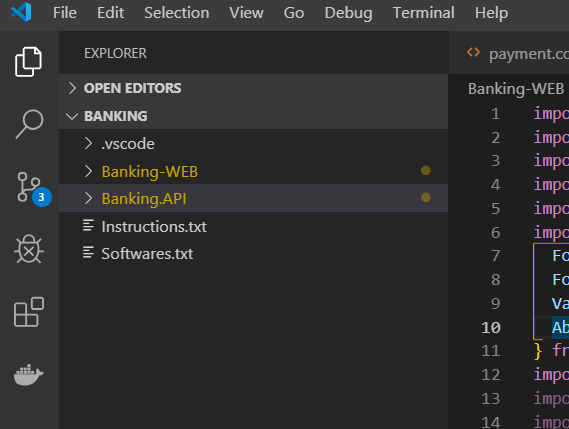 File Edit Selection View Go Debug Terminal Help
EXPLORER
payment.co
OPEN EDITORS
Banking-WEB
BANKING
.vscode
Banking-WEB
Banking.API
Instructions.txt
Softwares.txt
3
1 impo
2 impo
3 impo
4 impo
5 impo
6 impo
7 Fo
8 Fo
9 Va
10 Ab
11 } fr
12 impo
13 impo
14 impo